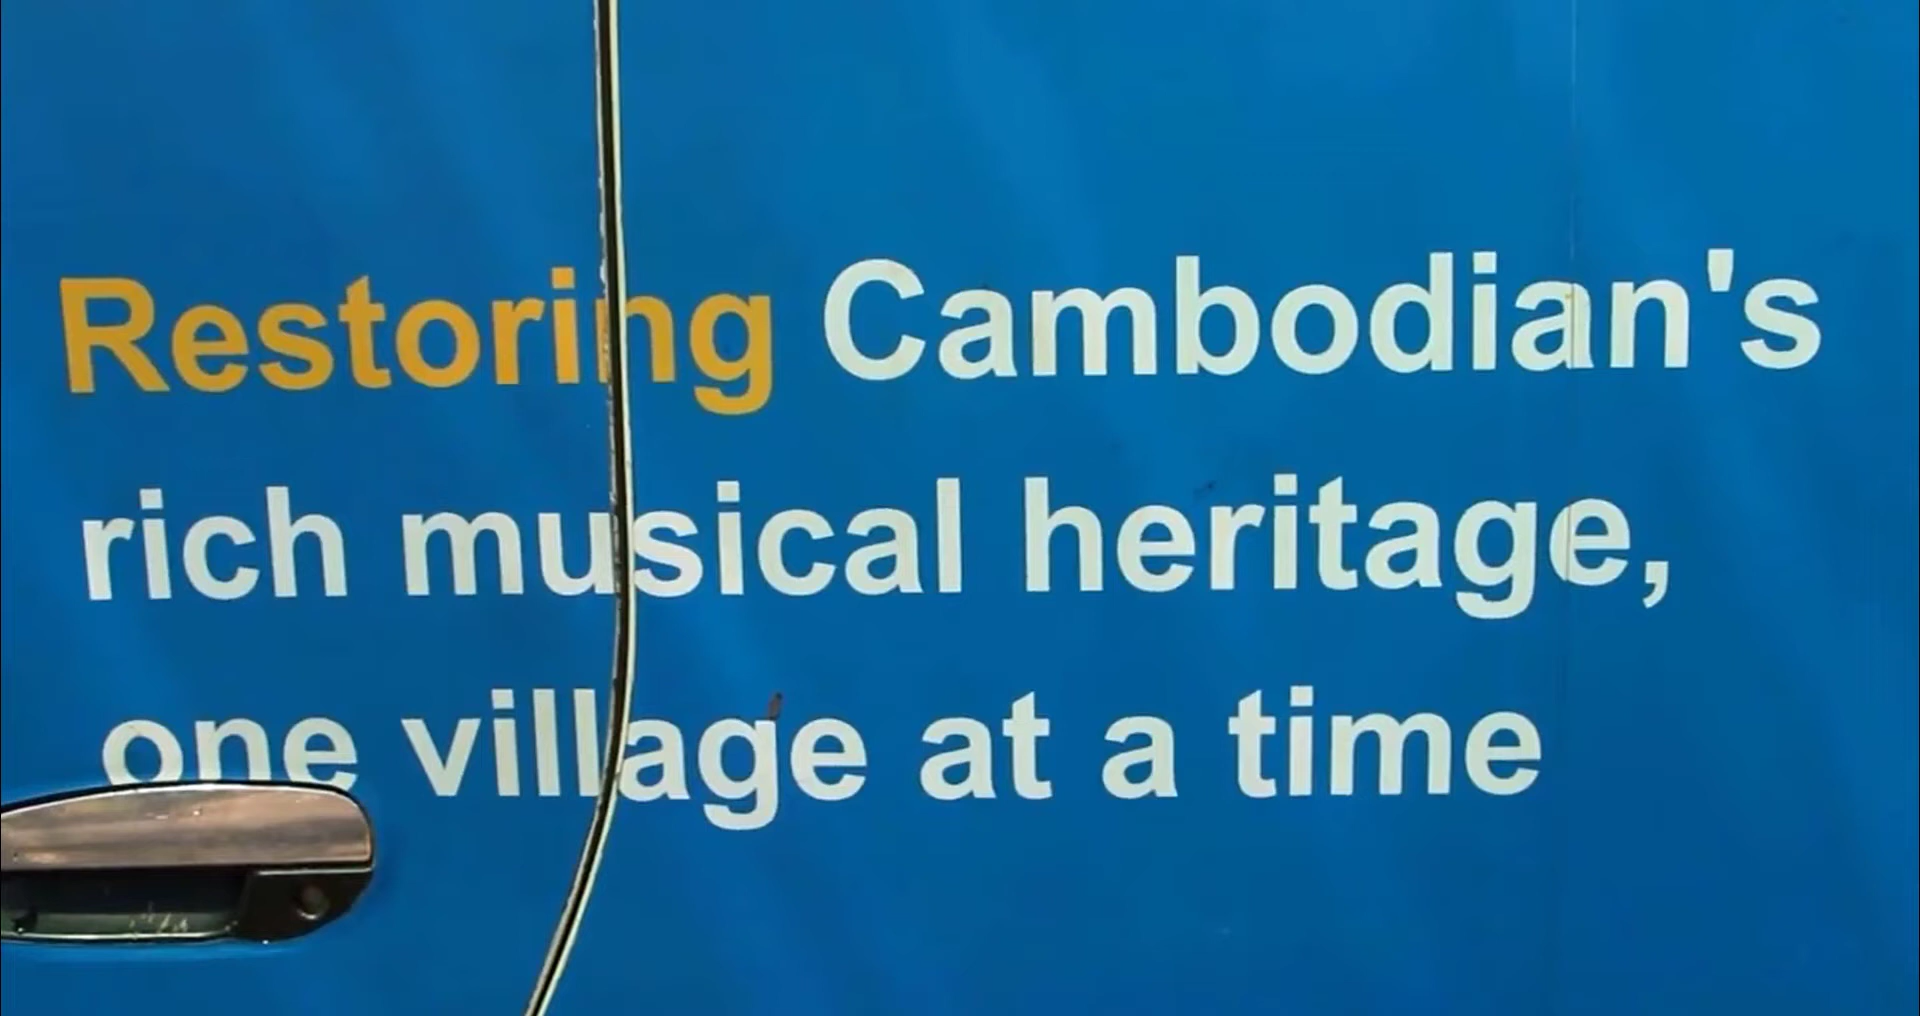 Restoring Cambodian's
rich musical heritage,
one village at a time